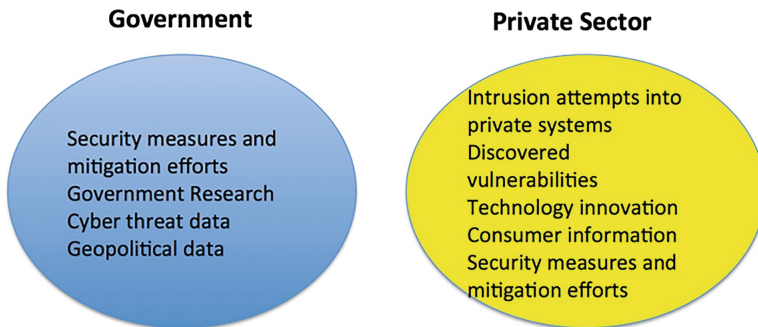 Government
Security measures and
mitigation efforts
Government Research
Cyber threat data
Geopolitical data
Private Sector
Intrusion attempts into
private systems
Discovered
vulnerabilities
Technology innovation
Consumer information
Security measures and
mitigation efforts